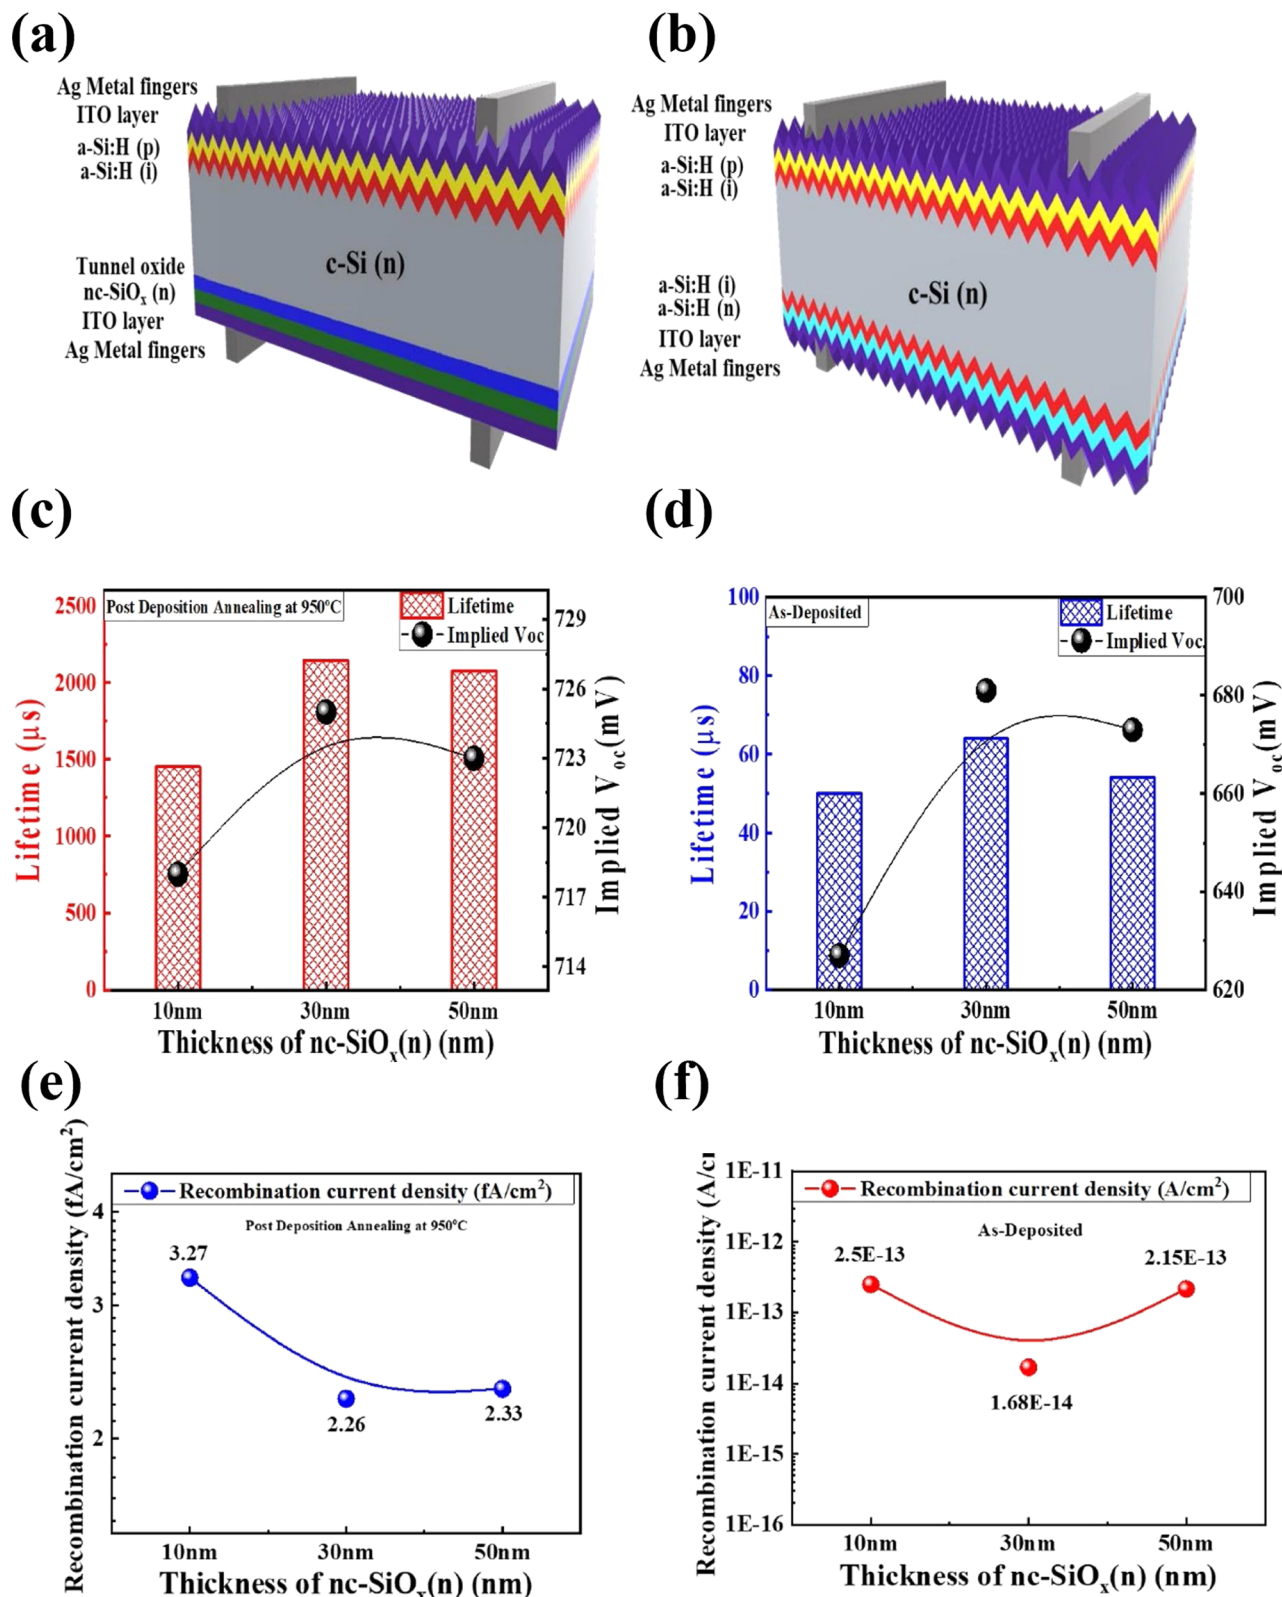 (a)
Ag Metal fingers
ITO layer
a-Si:H (p)
a-Si:H (i)
c-Si (n)
Tunnel oxide
nc-SiOₓ (n)
ITO layer
Ag Metal fingers
(b)
Ag Metal fingers
ITO layer
a-Si:H (p)
a-Si:H (i)
c-Si (n)
a-Si:H (i)
a-Si:H (n)
ITO layer
Ag Metal fingers
(c)
Post Deposition Annealing at 950°C
Lifetime
Implied Voc
Lifetime (μs)
2500
2000
1500
1000
500
0
729
726
723
720
717
714
Implied Voc(mV)
10nm 30nm 50nm
Thickness of nc-SiOₓ(n) (nm)
(d)
As-Deposited
Lifetime
Implied Voc
Lifetime (μs)
100
80
60
40
20
0
700
680
660
640
620
Implied Voc(mV)
10nm 30nm 50nm
Thickness of nc-SiOₓ(n) (nm)
(e)
Recombination current density (fA/cm²)
Recombination current density (fA/cm²)
Post Deposition Annealing at 950°C
4
3
2
3.27
2.26
2.33
10nm 30nm 50nm
Thickness of nc-SiOₓ(n) (nm)
(f)
Recombination current density (A/c
Recombination current density (A/cm²)
As-Deposited
1E-11
1E-12
1E-13
1E-14
1E-15
1E-16
2.5E-13
1.68E-14
2.15E-13
10nm 30nm 50nm
Thickness of nc-SiOₓ(n) (nm)